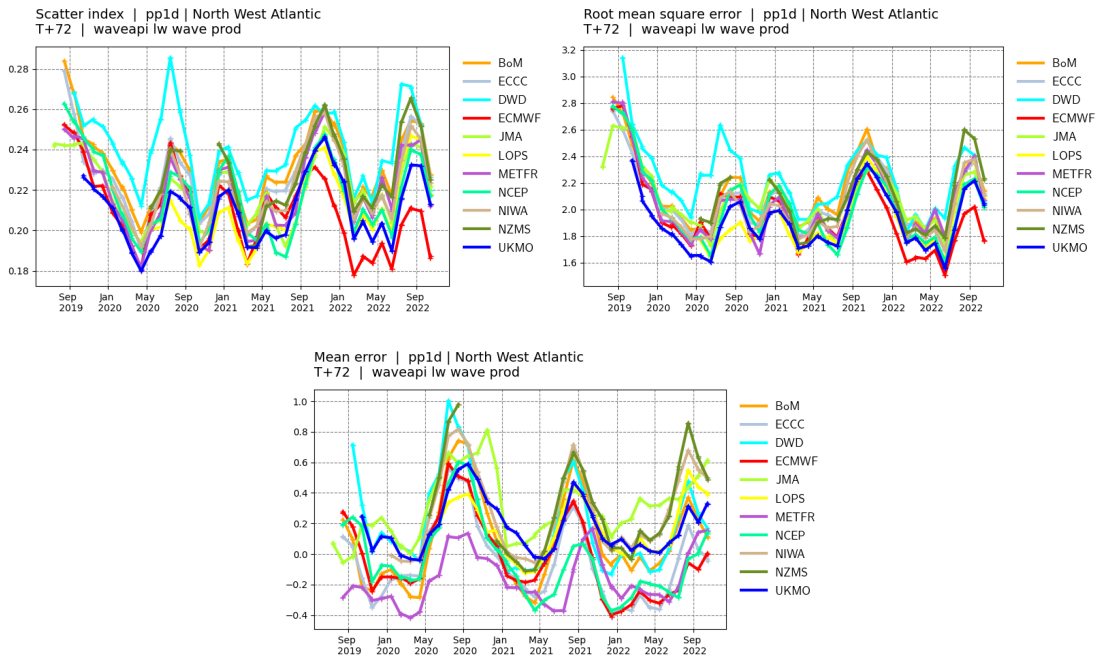 Scatter index | pp1d | North West Atlantic
T+72 | waveapi lw wave prod
0.28
0.26
0.24
0.22
0.20
0.18
Sep
2019
Jan
2020
May
2020
Sep
2020
Jan
2021
May
2021
Sep
2021
Jan
2022
May
2022
Sep
2022
BoM
ECCC
DWD
ECMWF
JMA
LOPS
METFR
NCEP
NIWA
NZMS
UKMO
Root mean square error | pp1d | North West Atlantic
T+72 | waveapi lw wave prod
3.2
3.0
2.8
2.6
2.4
2.2
2.0
1.8
1.6
Sep
2019
Jan
2020
May
2020
Sep
2020
Jan
2021
May
2021
Sep
2021
Jan
2022
May
2022
Sep
2022
BoM
ECCC
DWD
ECMWF
JMA
LOPS
METFR
NCEP
NIWA
NZMS
UKMO
Mean error | pp1d | North West Atlantic
T+72 | waveapi lw wave prod
1.0
0.8
0.6
0.4
0.2
0.0
−0.2
−0.4
Sep
2019
Jan
2020
May
2020
Sep
2020
Jan
2021
May
2021
Sep
2021
Jan
2022
May
2022
Sep
2022
BoM
ECCC
DWD
ECMWF
JMA
LOPS
METFR
NCEP
NIWA
NZMS
UKMO